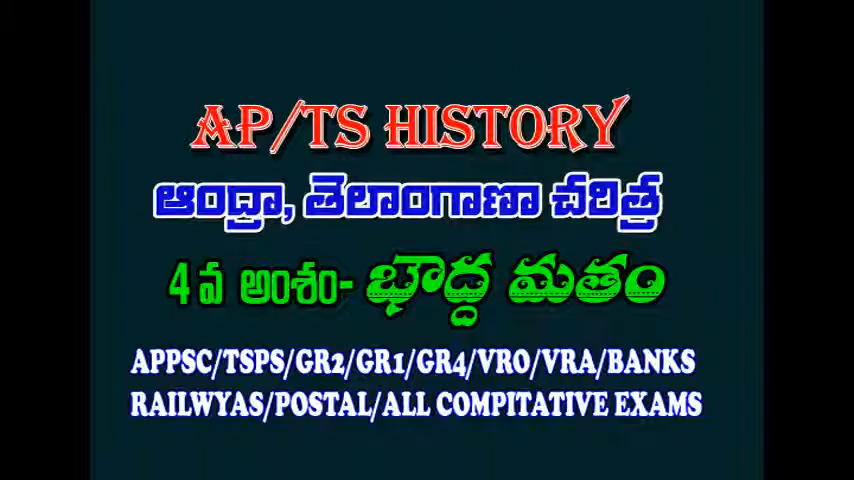 AP/TS HISTORY
ఆంద్రా, తెలాంగాణా చరిత్ర
4 వ అంశం- భౌద్ద మతం
APPSC/TSPS/GR2/GR1/GR4/VRO/VRA/BANKS
RAILWYAS/POSTAL/ALL COMPITATIVE EXAMS